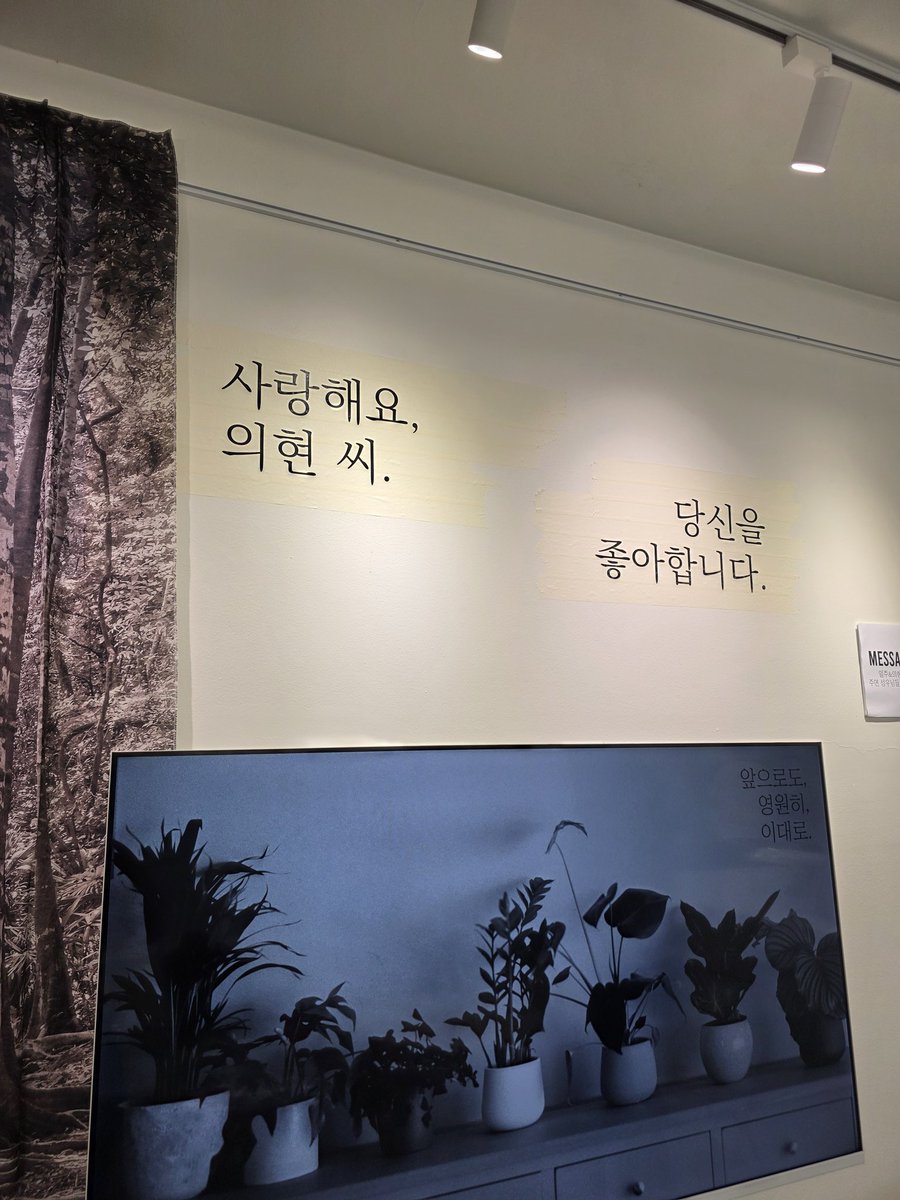 사랑해요,
의현 씨.
당신을
좋아합니다.
MESSA
앞으로도,
영원히,
이대로.